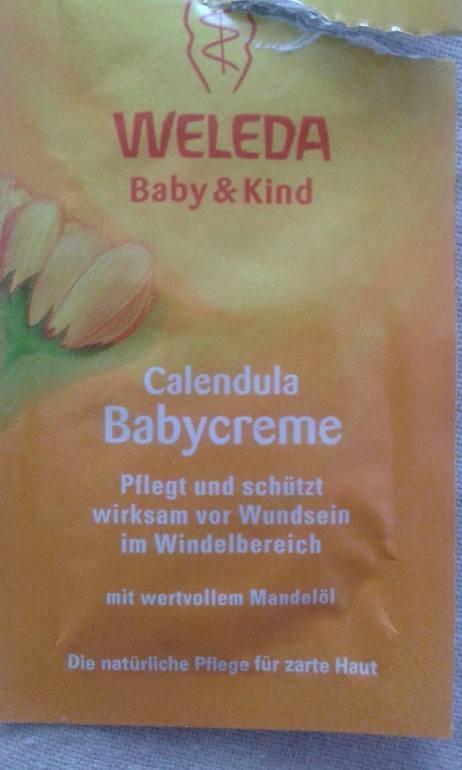 WELEDA
Baby & Kind
Calendula
Babycreme
Pflegt und schützt
wirksam vor Wundsein
im Windelbereich
mit wertvollem Mandelöl
Die natürliche Pflege für zarte Haut